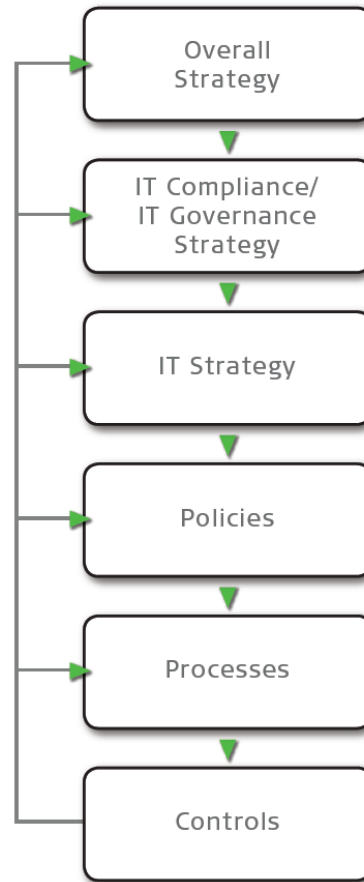 Overall
Strategy
IT Compliance/
IT Governance
Strategy
IT Strategy
Policies
Processes
Controls